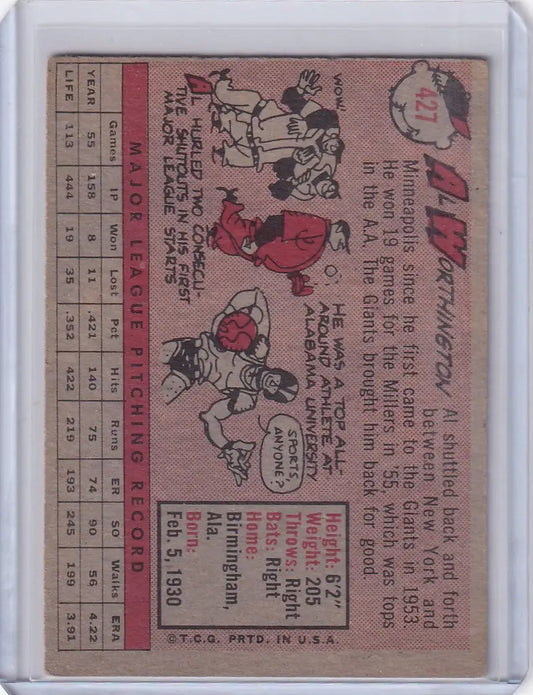 427
AL WORTHINGTON
Al shuttled back and forth
between New York and
Minneapolis since he first came to the Giants in 1953.
He won 19 games for the Millers in '55, which was tops
in the A.A. The Giants brought him back for good.
WOW!
AL HURLED TWO CONSECU-
TIVE SHUTOUTS IN HIS FIRST
MAJOR LEAGUE STARTS
HE WAS A TOP ALL-
AROUND ATHLETE AT
ALABAMA UNIVERSITY
SPORTS,
ANYONE?
Height: 6'2"
Weight: 205
Throws: Right
Bats: Right
Home:
Birmingham,
Ala.
Born:
Feb. 5, 1930
MAJOR LEAGUE PITCHING RECORD
Games IP Won Lost Pct Hits Runs ER SO Walks ERA
YEAR 55 158 8 11 .421 140 75 74 90 56 4.22
LIFE 113 444 19 35 .352 422 219 193 245 199 3.91
©T.C.G. PRTD. IN U.S.A.